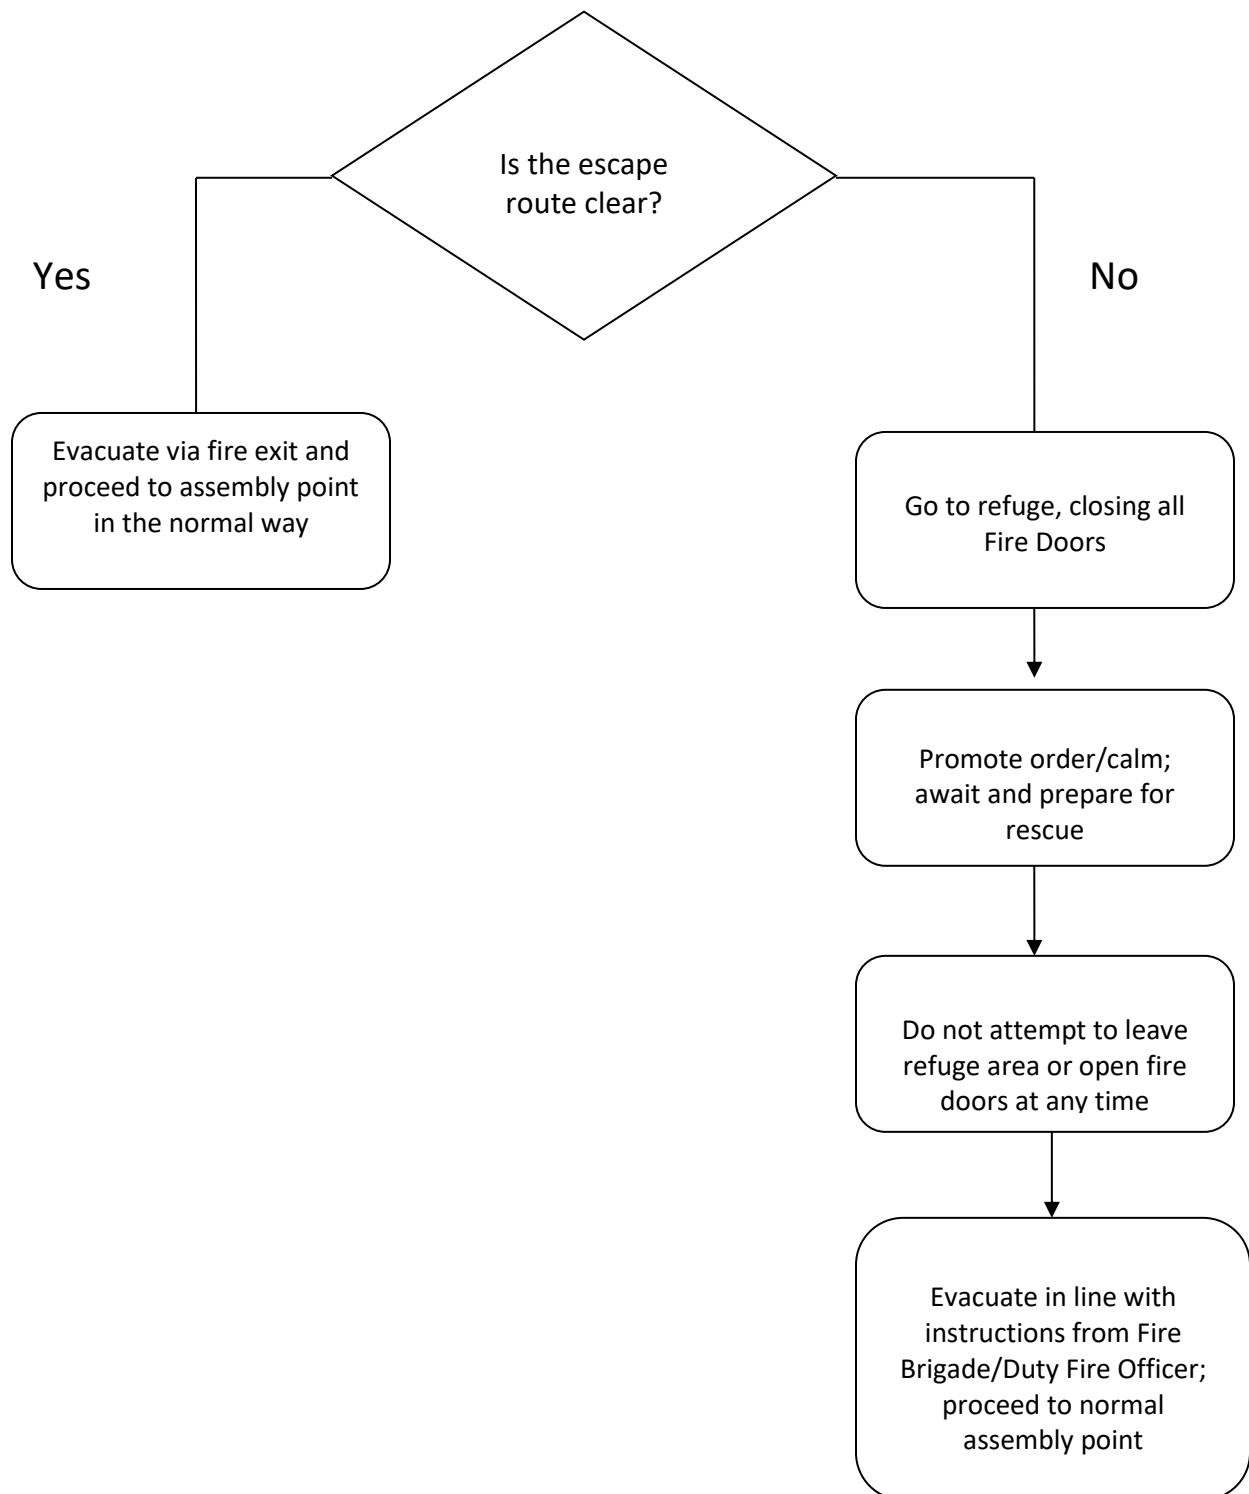 Is the escape
route clear?
Yes
No
Evacuate via fire exit and
proceed to assembly point
in the normal way
Go to refuge, closing all
Fire Doors
Promote order/calm;
await and prepare for
rescue
Do not attempt to leave
refuge area or open fire
doors at any time
Evacuate in line with
instructions from Fire
Brigade/Duty Fire Officer;
proceed to normal
assembly point